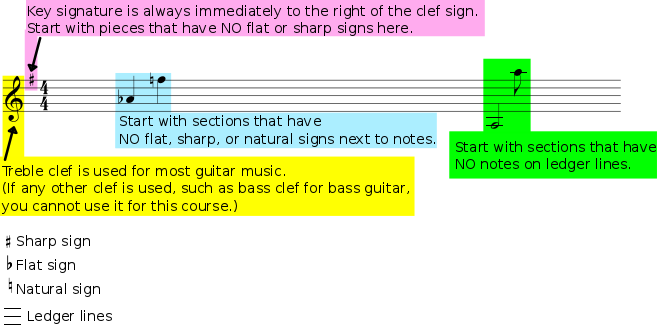 Key signature is always immediately to the right of the clef sign.
Start with pieces that have NO flat or sharp signs here.
4
4
Start with sections that have
NO flat, sharp, or natural signs next to notes.
Start with sections that have
NO notes on ledger lines.
Treble clef is used for most guitar music.
(If any other clef is used, such as bass clef for bass guitar,
you cannot use it for this course.)
♯ Sharp sign
♭ Flat sign
♮ Natural sign
Ledger lines